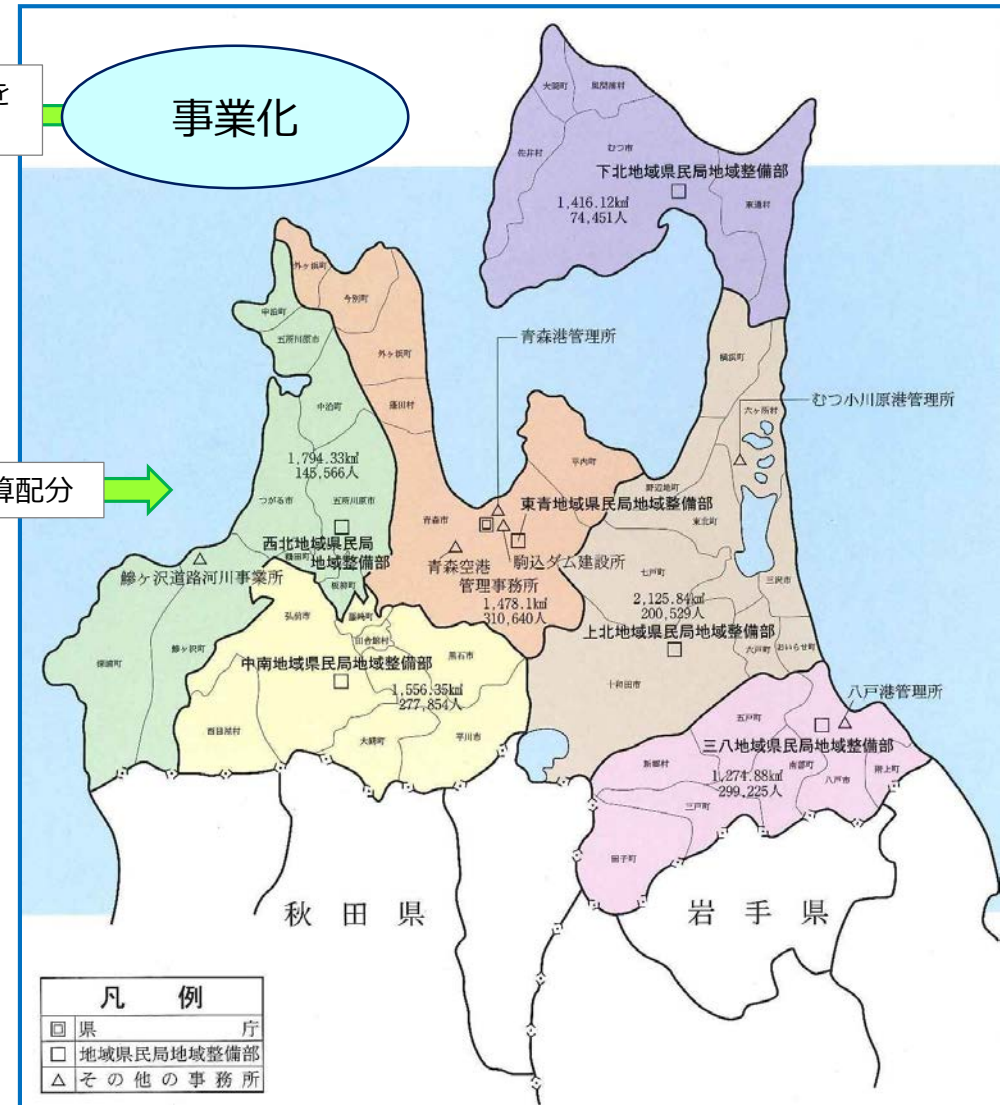 を
事業化
算配分
大間町
風間浦村
佐井村
むつ市
下北地域県民局地域整備部
1,416.12㎢
74,451人
東通村
外ヶ浜町
今別町
中泊町
五所川原市
外ヶ浜町
青森港管理所
横浜町
中泊町
蓬田村
むつ小川原港管理所
六ヶ所村
1,794.33㎢
145,566人
平内町
野辺地町
つがる市
五所川原市
青森市
東青地域県民局地域整備部
東北町
西北地域県民局
地域整備部
鶴田町
青森空港
管理事務所
駒込ダム建設所
鰺ヶ沢道路河川事業所
板柳町
七戸町
三沢市
1,478.1㎢
310,640人
2,125.84㎢
200,529人
弘前市
藤崎町
田舎館村
黒石市
上北地域県民局地域整備部
六戸町
おいらせ町
深浦町
鰺ヶ沢町
中南地域県民局地域整備部
1,556.35㎢
277,854人
十和田市
八戸港管理所
西目屋村
大鰐町
平川市
五戸町
三八地域県民局地域整備部
新郷村
南部町
八戸市
階上町
1,274.88㎢
299,225人
三戸町
田子町
秋田県
岩手県
凡例
県庁
地域県民局地域整備部
その他の事務所